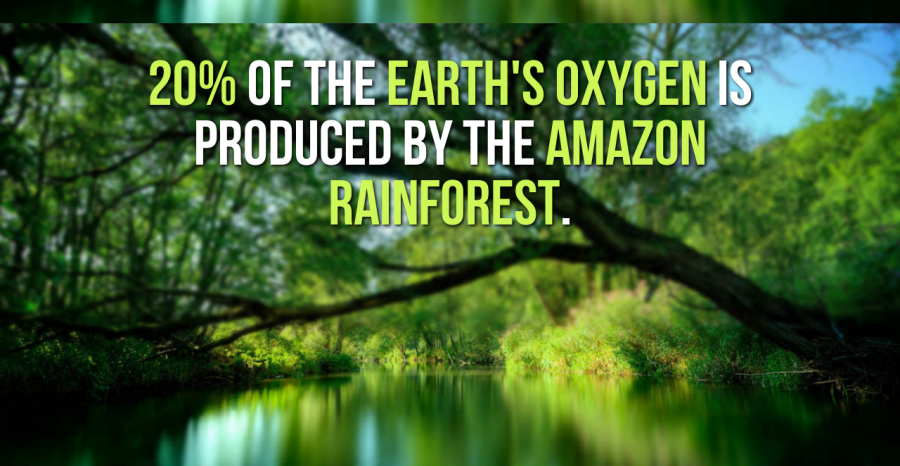 20% OF THE EARTH'S OXYGEN IS
PRODUCED BY THE AMAZON
RAINFOREST.